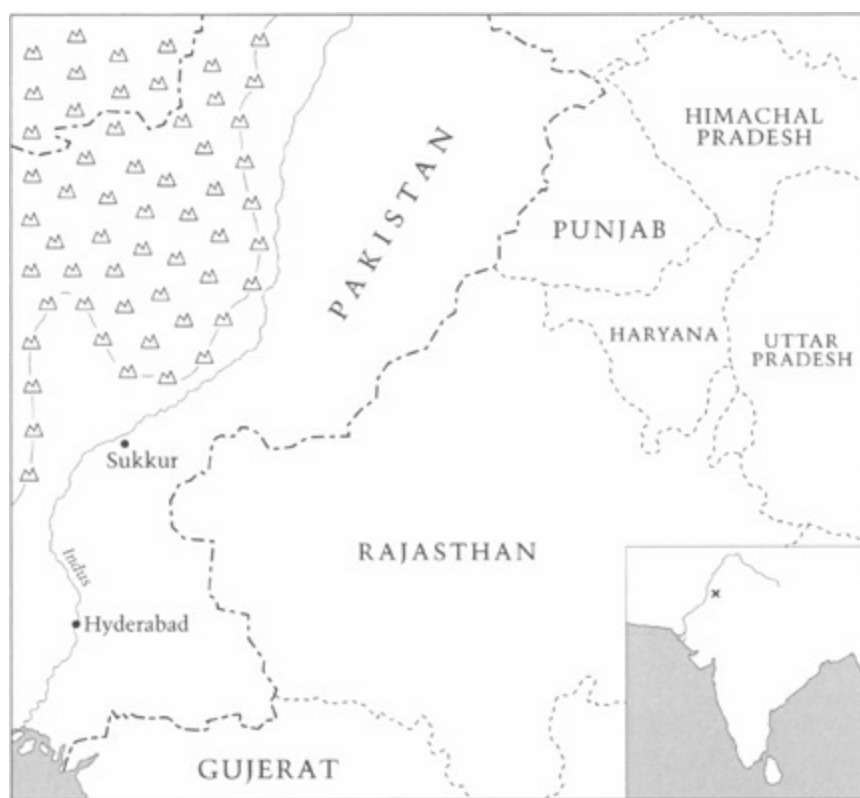 HIMACHAL
PRADESH
PAKISTAN
PUNJAB
HARYANA
UTTAR
PRADESH
Sukkur
RAJASTHAN
Indus
Hyderabad
GUJERAT